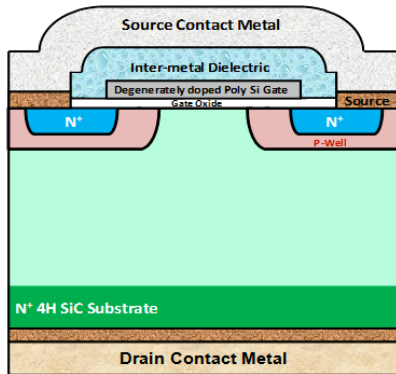 Source Contact Metal
Inter-metal Dielectric
Degenerately doped Poly Si Gate
Gate Oxide
Source
N⁺
N⁺
P-Well
N⁺ 4H SiC Substrate
Drain Contact Metal